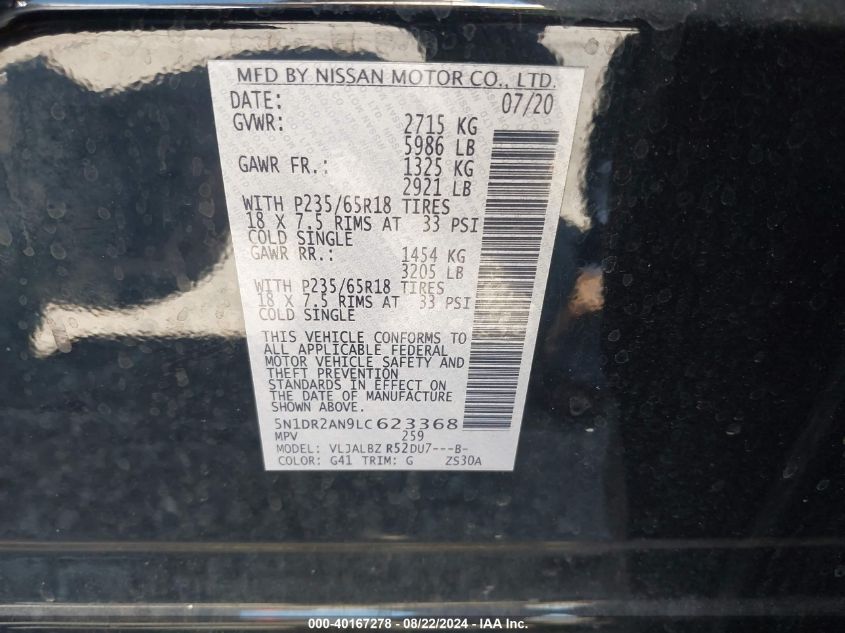 MFD BY NISSAN MOTOR CO., LTD.
DATE: 07/20
GVWR: 2715 KG
5986 LB
GAWR FR.: 1325 KG
2921 LB
WITH P235/65R18 TIRES
18 X 7.5 RIMS AT 33 PSI
COLD SINGLE
GAWR RR.: 1454 KG
3205 LB
WITH P235/65R18 TIRES
18 X 7.5 RIMS AT 33 PSI
COLD SINGLE
THIS VEHICLE CONFORMS TO
ALL APPLICABLE FEDERAL
MOTOR VEHICLE SAFETY AND
THEFT PREVENTION
STANDARDS IN EFFECT ON
THE DATE OF MANUFACTURE
SHOWN ABOVE.
5N1DR2AN9LC623368
MPV 259
MODEL: VLJALBZ R52DU7---B-
COLOR: G41 TRIM: G ZS30A
000-40167278 - 08/22/2024 - IAA Inc.